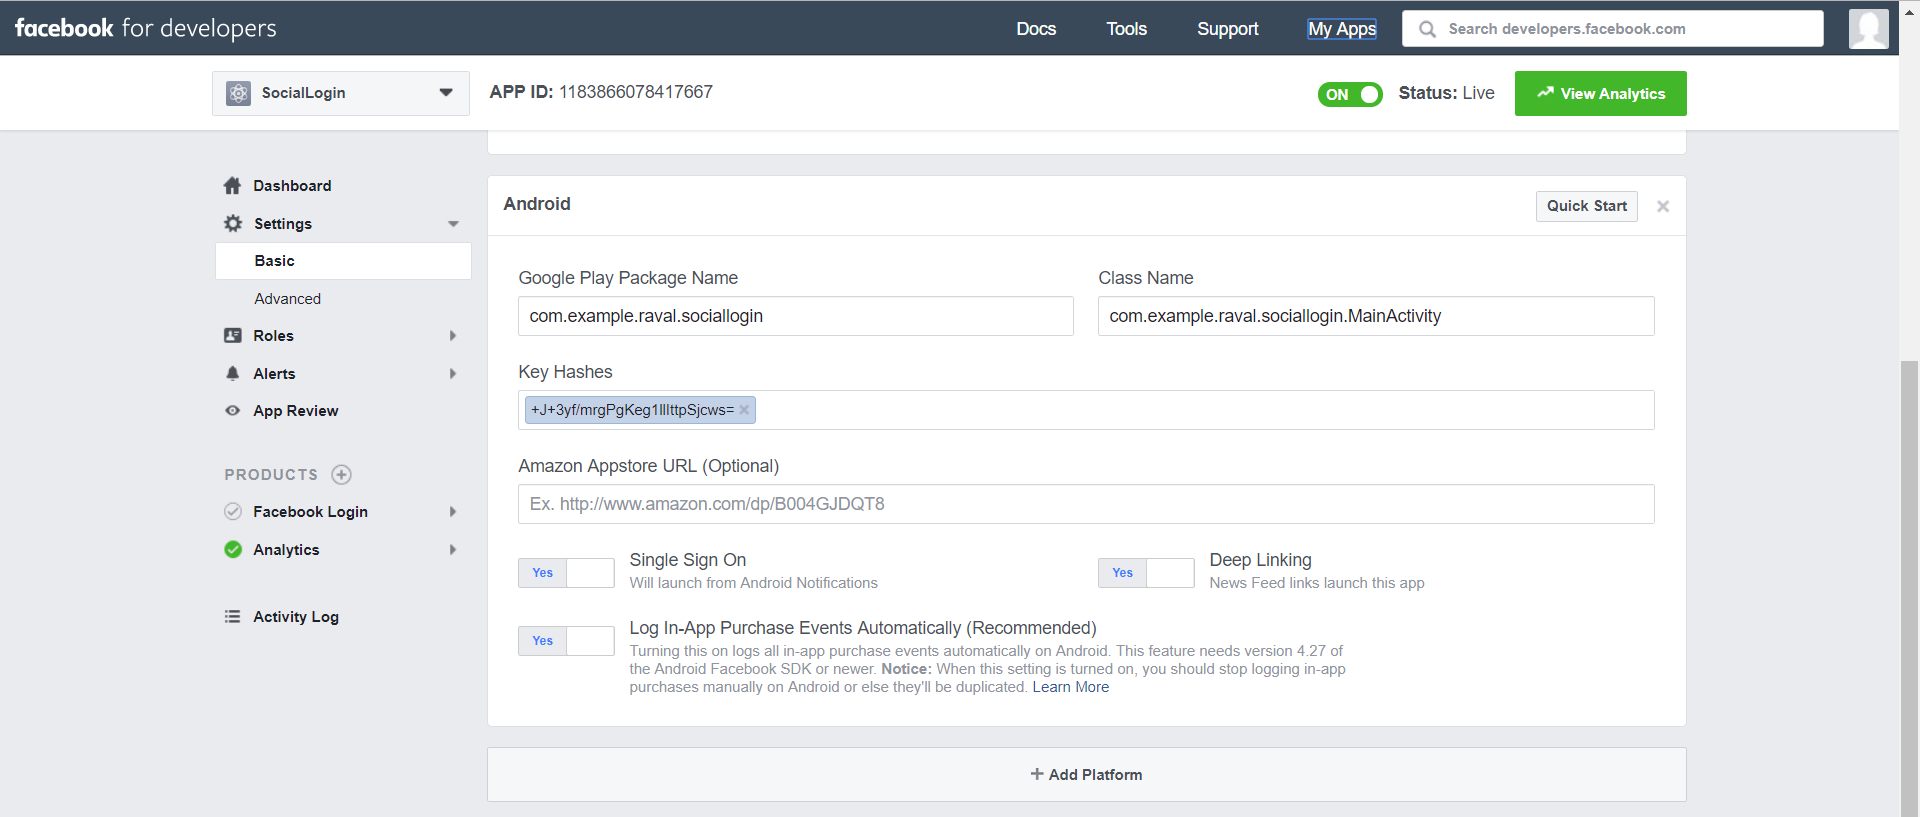 facebook for developers
Docs
Tools
Support
My Apps
Search developers.facebook.com
SocialLogin
APP ID: 1183866078417667
ON
Status: Live
View Analytics
Dashboard
Settings
Basic
Advanced
Roles
Alerts
App Review
PRODUCTS
Facebook Login
Analytics
Activity Log
Android
Quick Start
Google Play Package Name
com.example.raval.sociallogin
Class Name
com.example.raval.sociallogin.MainActivity
Key Hashes
Amazon Appstore URL (Optional)
Ex. http://www.amazon.com/dp/B004GJDQT8
Yes
Single Sign On
Will launch from Android Notifications
Yes
Deep Linking
News Feed links launch this app
Yes
Log In-App Purchase Events Automatically (Recommended)
Turning this on logs all in-app purchase events automatically on Android. This feature needs version 4.27 of
the Android Facebook SDK or newer. Notice: When this setting is turned on, you should stop logging in-app
purchases manually on Android or else they'll be duplicated. Learn More
Add Platform